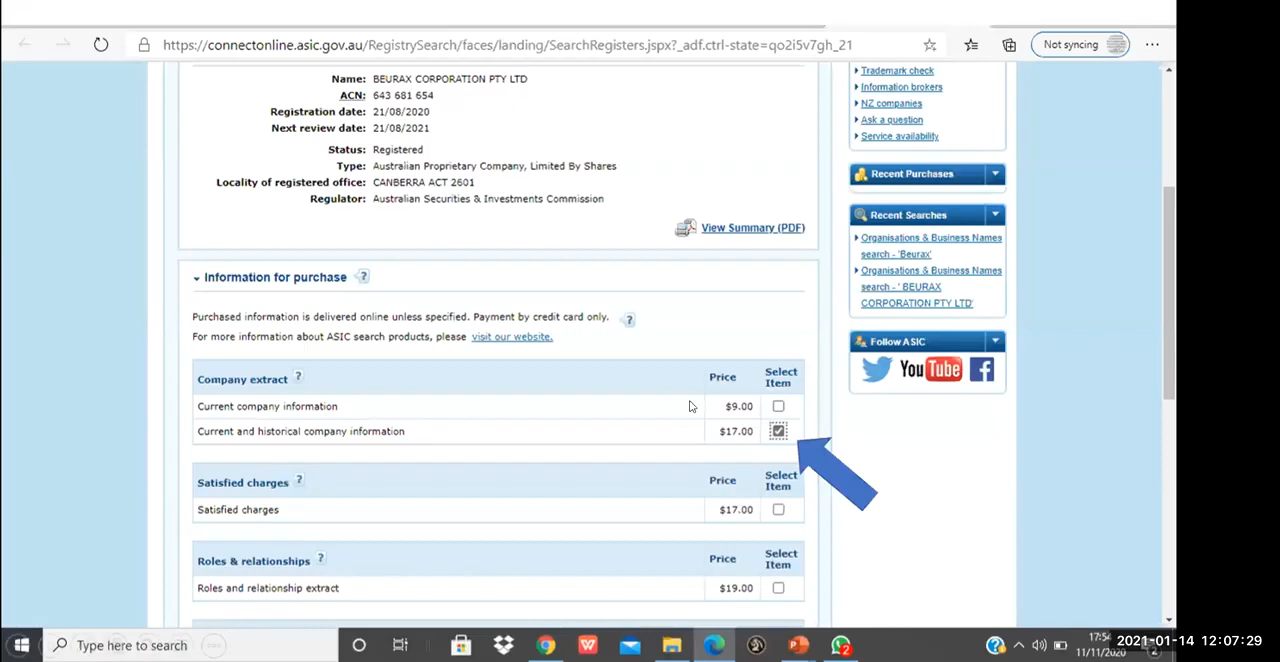 https://connectonline.asic.gov.au/RegistrySearch/faces/landing/SearchRegisters.jspx?_adf.ctrl-state=qo2i5v7gh_21
Not syncing
Name: BEURAX CORPORATION PTY LTD
ACN: 643 681 654
Registration date: 21/08/2020
Next review date: 21/08/2021
Status: Registered
Type: Australian Proprietary Company, Limited By Shares
Locality of registered office: CANBERRA ACT 2601
Regulator: Australian Securities & Investments Commission
View Summary (PDF)
Information for purchase ?
Purchased information is delivered online unless specified. Payment by credit card only. ?
For more information about ASIC search products, please visit our website.
Company extract ? Price Select Item
Current company information $9.00
Current and historical company information $17.00
Satisfied charges ? Price Select Item
Satisfied charges $17.00
Roles & relationships ? Price Select Item
Roles and relationship extract $19.00
Trademark check
Information brokers
NZ companies
Ask a question
Service availability
Recent Purchases
Recent Searches
Organisations & Business Names
search - 'Beurax'
Organisations & Business Names
search - ' BEURAX
CORPORATION PTY LTD'
Follow ASIC
YouTube
Type here to search
W
2
?
17:54
11/11/2020
2
2021-01-14 12:07:29